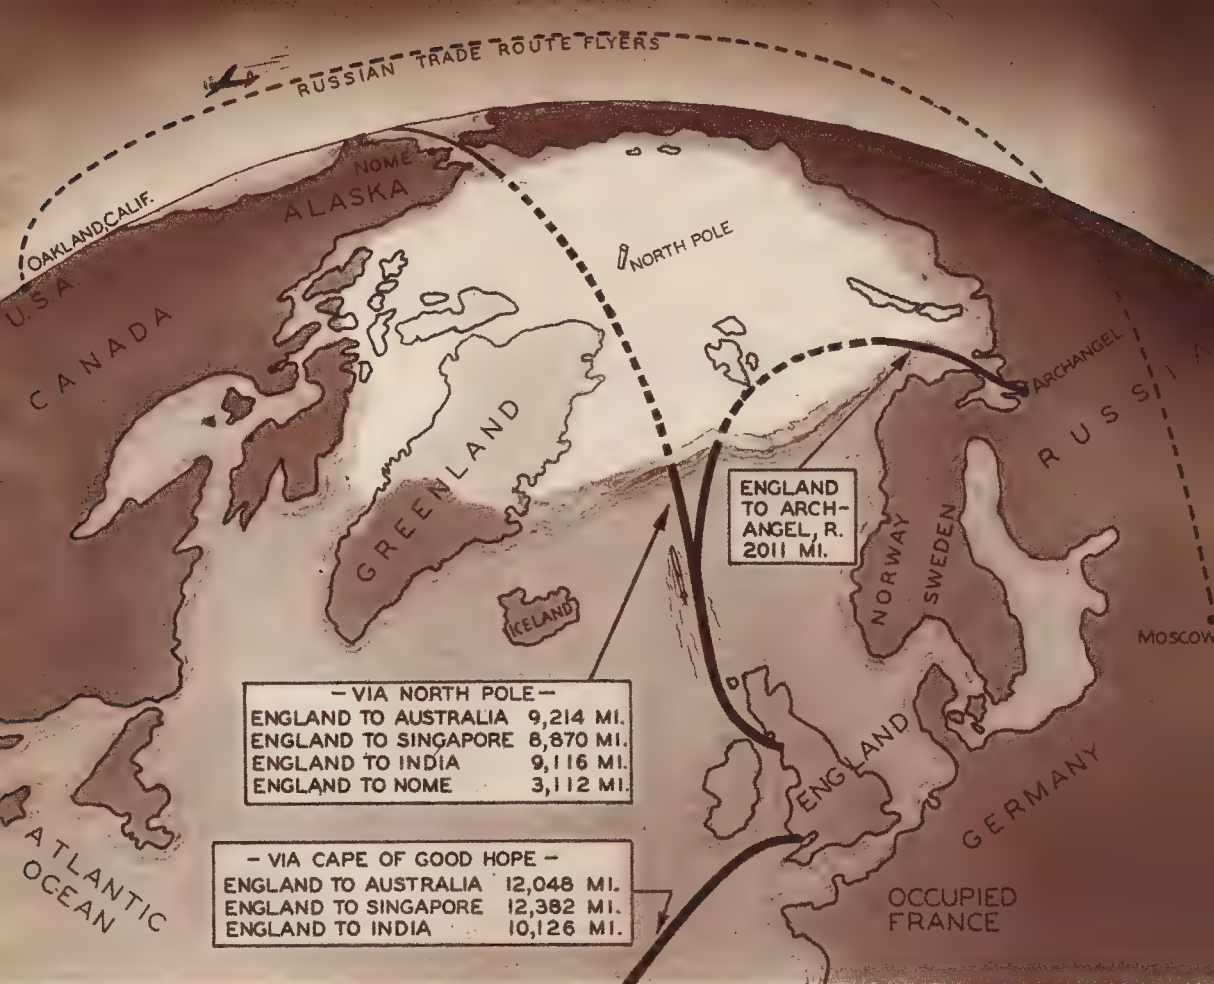 RUSSIAN TRADE ROUTE FLYERS
OAKLAND, CALIF.
NOME
ALASKA
U.S.A.
CANADA
NORTH POLE
ARCHANGEL
RUSSIA
GREENLAND
ENGLAND
TO ARCH-
ANGEL, R.
2011 MI.
NORWAY
SWEDEN
ICELAND
MOSCOW
- VIA NORTH POLE -
ENGLAND TO AUSTRALIA 9,214 MI.
ENGLAND TO SINGAPORE 8,870 MI.
ENGLAND TO INDIA 9,116 MI.
ENGLAND TO NOME 3,112 MI.
ENGLAND
GERMANY
ATLANTIC
OCEAN
- VIA CAPE OF GOOD HOPE -
ENGLAND TO AUSTRALIA 12,048 MI.
ENGLAND TO SINGAPORE 12,382 MI.
ENGLAND TO INDIA 10,126 MI.
OCCUPIED
FRANCE